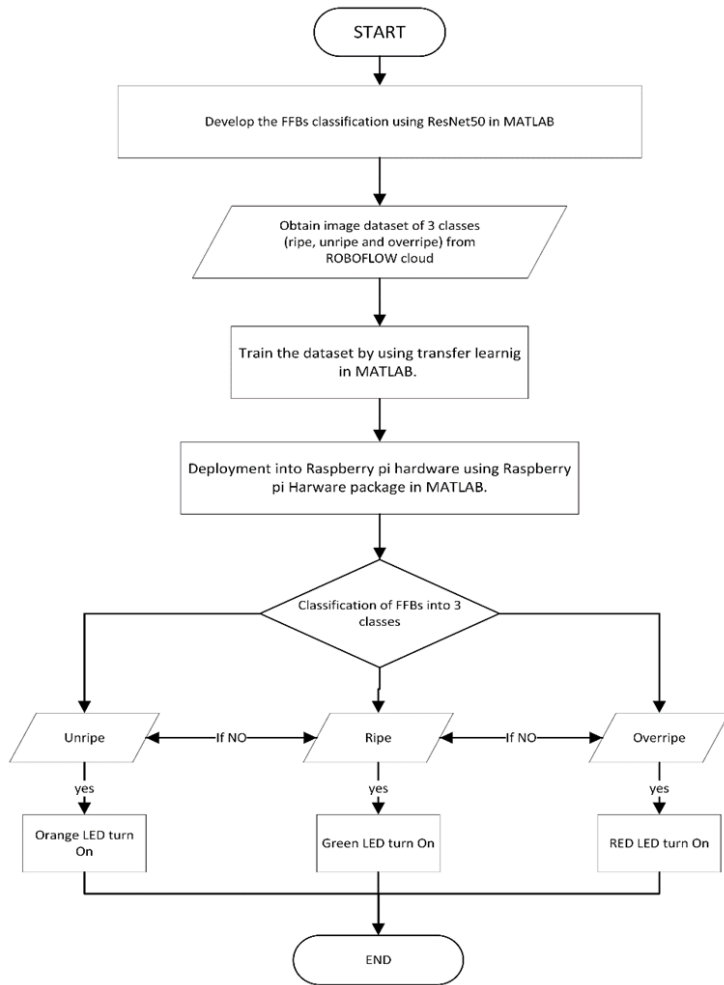 START
Develop the FFBs classification using ResNet50 in MATLAB
Obtain image dataset of 3 classes
(ripe, unripe and overripe) from
ROBOFLOW cloud
Train the dataset by using transfer learnig
in MATLAB.
Deployment into Raspberry pi hardware using Raspberry
pi Harware package in MATLAB.
Classification of FFBs into 3
classes
Unripe
If NO
Ripe
If NO
Overripe
yes
yes
yes
Orange LED turn
On
Green LED turn On
RED LED turn On
END